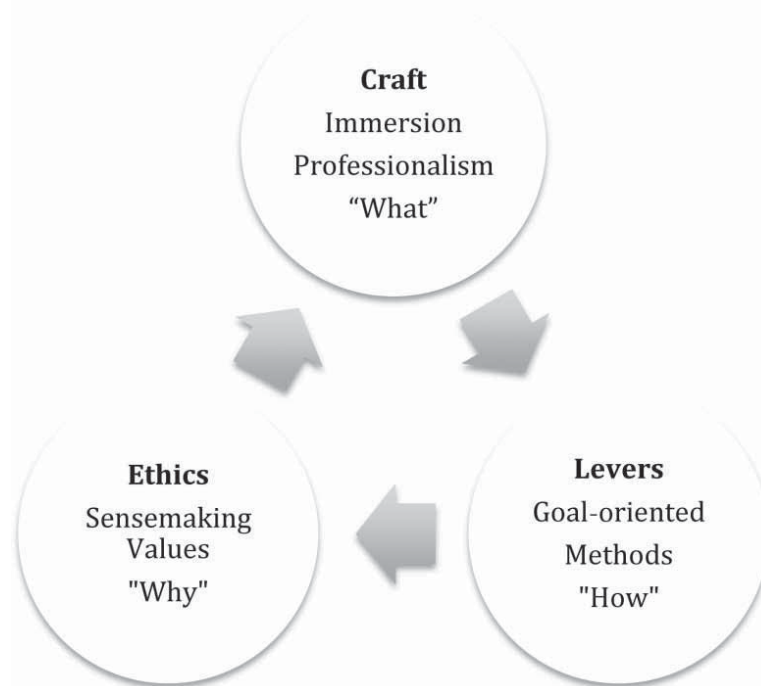 Craft
Immersion
Professionalism
“What”
Levers
Goal-oriented
Methods
"How"
Ethics
Sensemaking
Values
"Why"